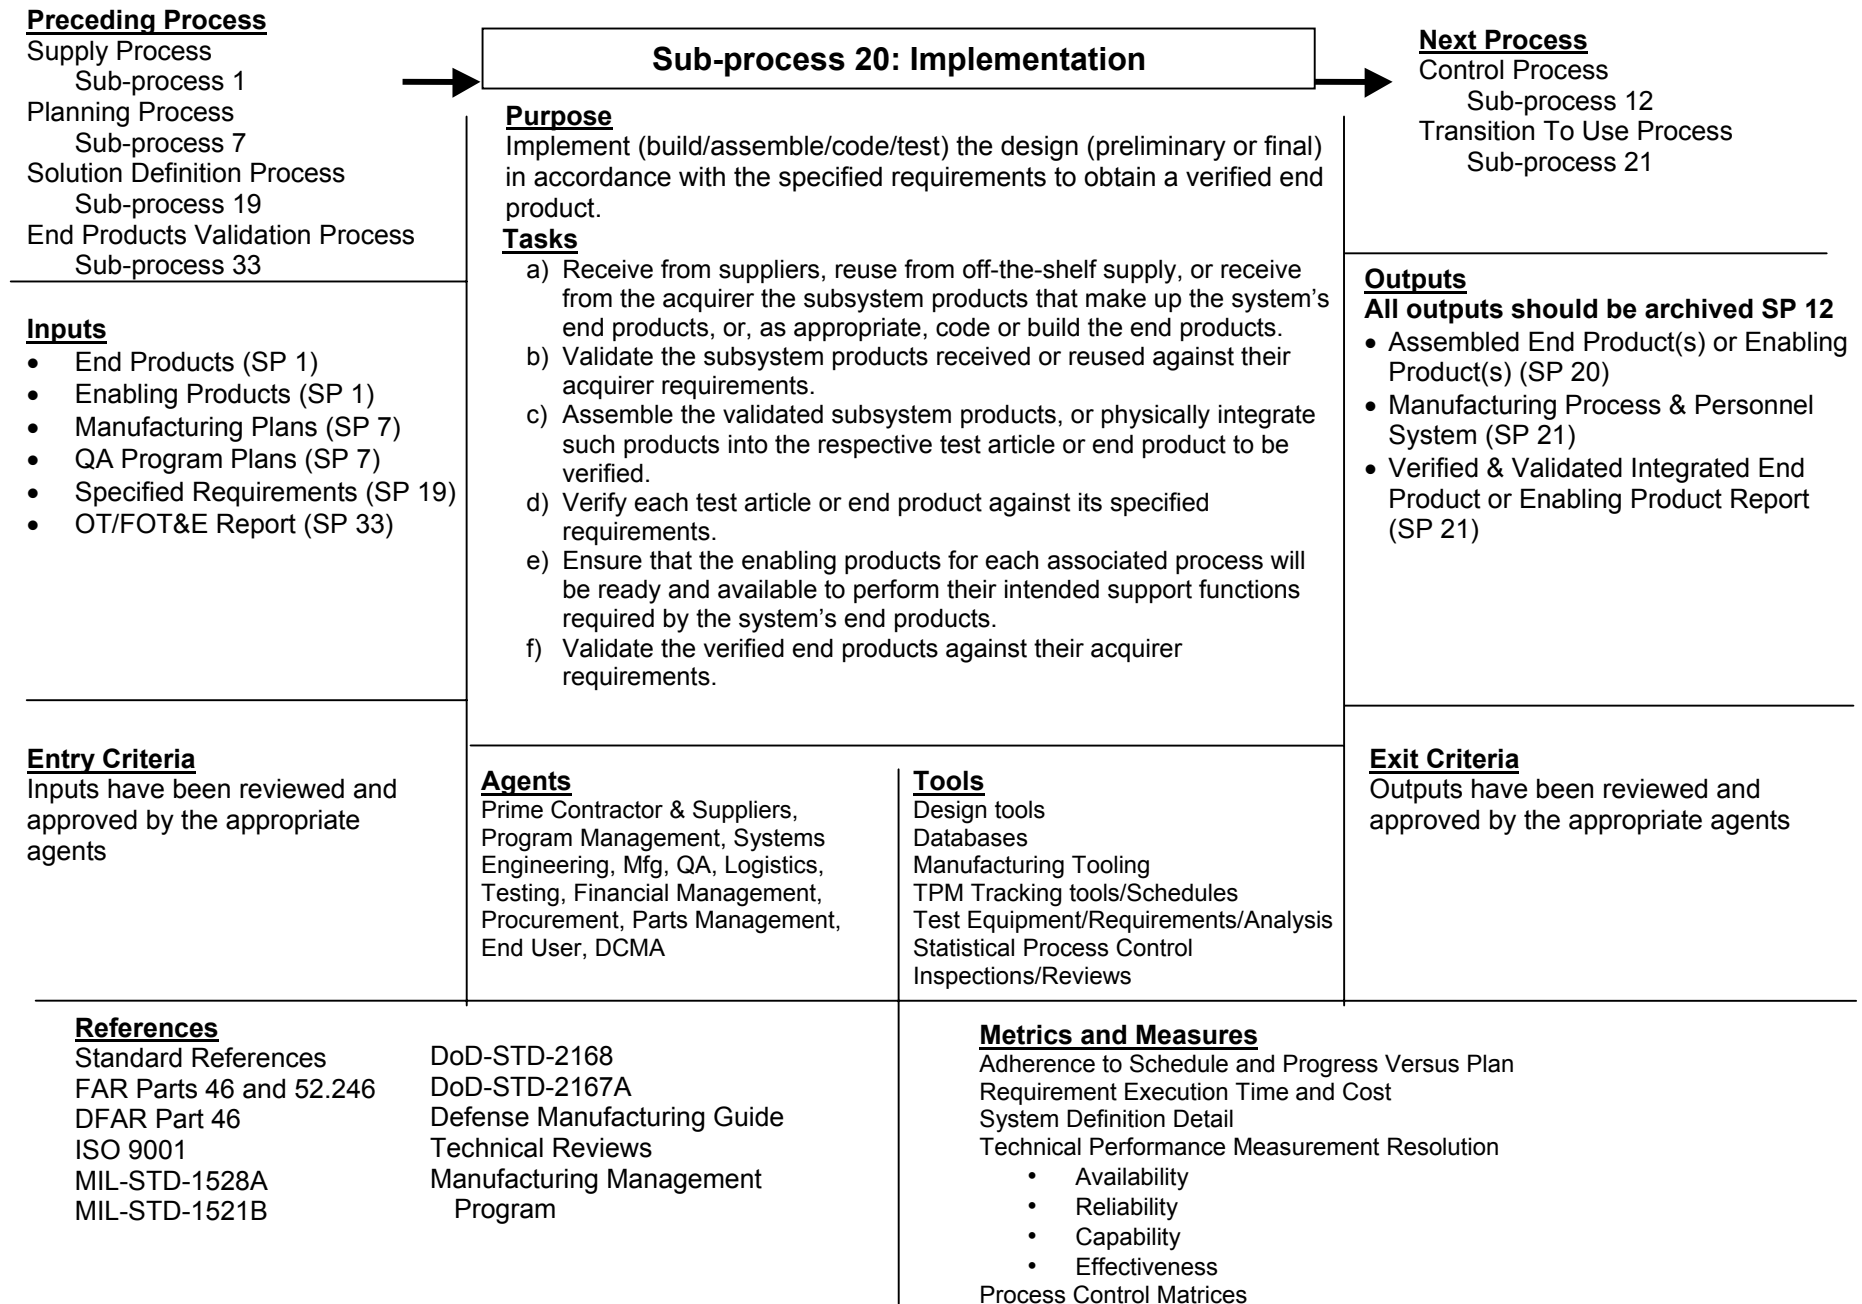 Preceding Process
Supply Process
Sub-process 1
Planning Process
Sub-process 7
Solution Definition Process
Sub-process 19
End Products Validation Process
Sub-process 33
Sub-process 20: Implementation
Next Process
Control Process
Sub-process 12
Transition To Use Process
Sub-process 21
Purpose
Implement (build/assemble/code/test) the design (preliminary or final)
in accordance with the specified requirements to obtain a verified end
product.
Tasks
a) Receive from suppliers, reuse from off-the-shelf supply, or receive
from the acquirer the subsystem products that make up the system’s
end products, or, as appropriate, code or build the end products.
b) Validate the subsystem products received or reused against their
acquirer requirements.
c) Assemble the validated subsystem products, or physically integrate
such products into the respective test article or end product to be
verified.
d) Verify each test article or end product against its specified
requirements.
e) Ensure that the enabling products for each associated process will
be ready and available to perform their intended support functions
required by the system’s end products.
f) Validate the verified end products against their acquirer
requirements.
Inputs
• End Products (SP 1)
• Enabling Products (SP 1)
• Manufacturing Plans (SP 7)
• QA Program Plans (SP 7)
• Specified Requirements (SP 19)
• OT/FOT&E Report (SP 33)
Outputs
All outputs should be archived SP 12
• Assembled End Product(s) or Enabling
Product(s) (SP 20)
• Manufacturing Process & Personnel
System (SP 21)
• Verified & Validated Integrated End
Product or Enabling Product Report
(SP 21)
Entry Criteria
Inputs have been reviewed and
approved by the appropriate
agents
Agents
Prime Contractor & Suppliers,
Program Management, Systems
Engineering, Mfg, QA, Logistics,
Testing, Financial Management,
Procurement, Parts Management,
End User, DCMA
Tools
Design tools
Databases
Manufacturing Tooling
TPM Tracking tools/Schedules
Test Equipment/Requirements/Analysis
Statistical Process Control
Inspections/Reviews
Exit Criteria
Outputs have been reviewed and
approved by the appropriate agents
References
Standard References
FAR Parts 46 and 52.246
DFAR Part 46
ISO 9001
MIL-STD-1528A
MIL-STD-1521B
DoD-STD-2168
DoD-STD-2167A
Defense Manufacturing Guide
Technical Reviews
Manufacturing Management
Program
Metrics and Measures
Adherence to Schedule and Progress Versus Plan
Requirement Execution Time and Cost
System Definition Detail
Technical Performance Measurement Resolution
• Availability
• Reliability
• Capability
• Effectiveness
Process Control Matrices